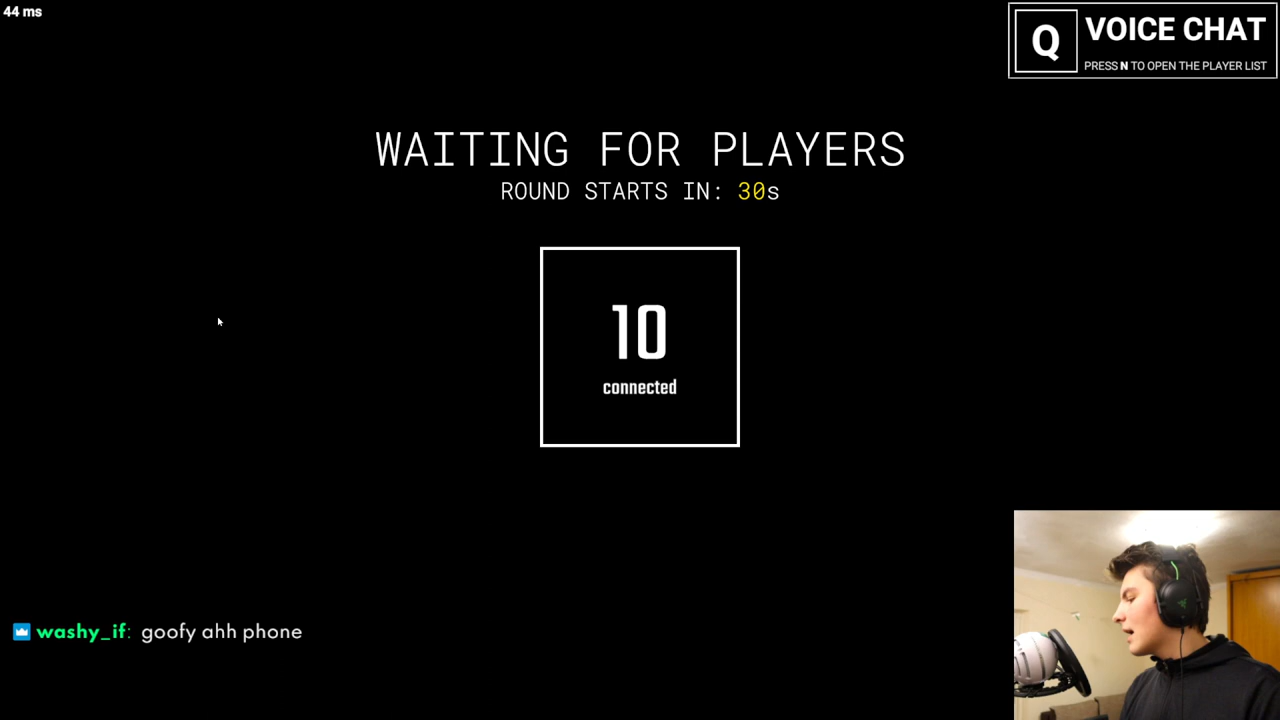 44 ms
Q
VOICE CHAT
PRESS N TO OPEN THE PLAYER LIST
WAITING FOR PLAYERS
ROUND STARTS IN: 30s
10
connected
washy_if: goofy ahh phone